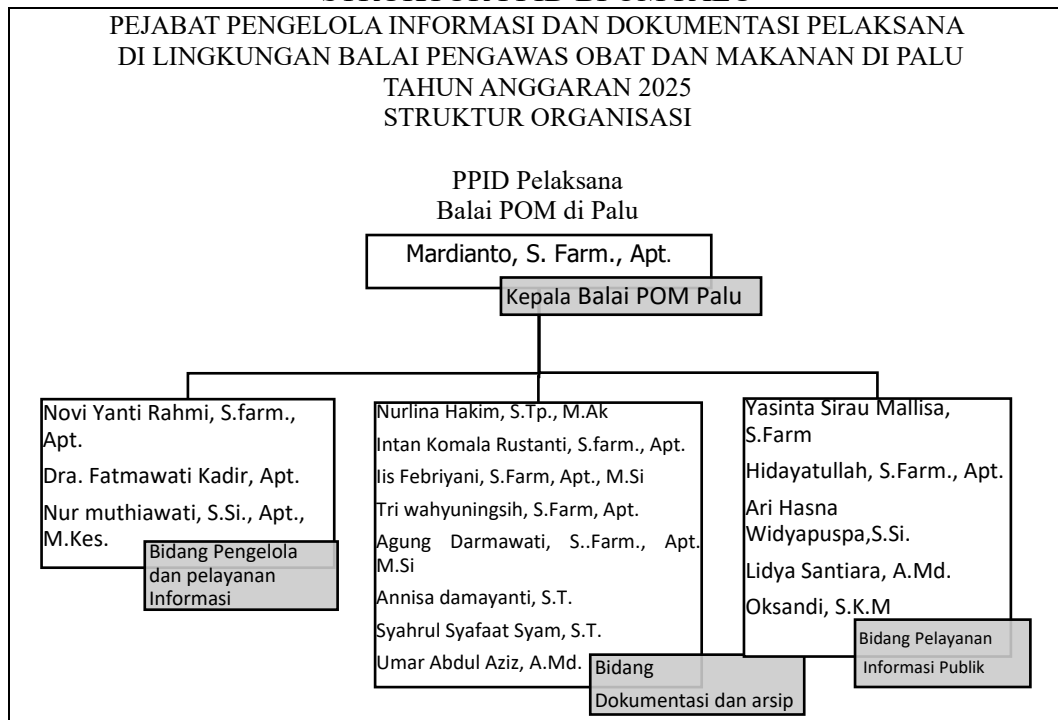 STRUKTUR PPID BPOM PALU
PEJABAT PENGELOLA INFORMASI DAN DOKUMENTASI PELAKSANA
DI LINGKUNGAN BALAI PENGAWAS OBAT DAN MAKANAN DI PALU
TAHUN ANGGARAN 2025
STRUKTUR ORGANISASI
PPID Pelaksana
Balai POM di Palu
Mardianto, S. Farm., Apt.
Kepala Balai POM Palu
Novi Yanti Rahmi, S.farm.,
Apt.
Dra. Fatmawati Kadir, Apt.
Nur muthiawati, S.Si., Apt.,
M.Kes.
Bidang Pengelola
dan pelayanan
Informasi
Nurlina Hakim, S.Tp., M.Ak
Intan Komala Rustanti, S.farm., Apt.
Iis Febriyani, S.Farm, Apt., M.Si
Tri wahyuningsih, S.Farm, Apt.
Agung Darmawati, S..Farm., Apt.
M.Si
Annisa damayanti, S.T.
Syahrul Syafaat Syam, S.T.
Umar Abdul Aziz, A.Md.
Bidang
Dokumentasi dan arsip
Yasinta Sirau Mallisa,
S.Farm
Hidayatullah, S.Farm., Apt.
Ari Hasna
Widyapuspa,S.Si.
Lidya Santiara, A.Md.
Oksandi, S.K.M
Bidang Pelayanan
Informasi Publik